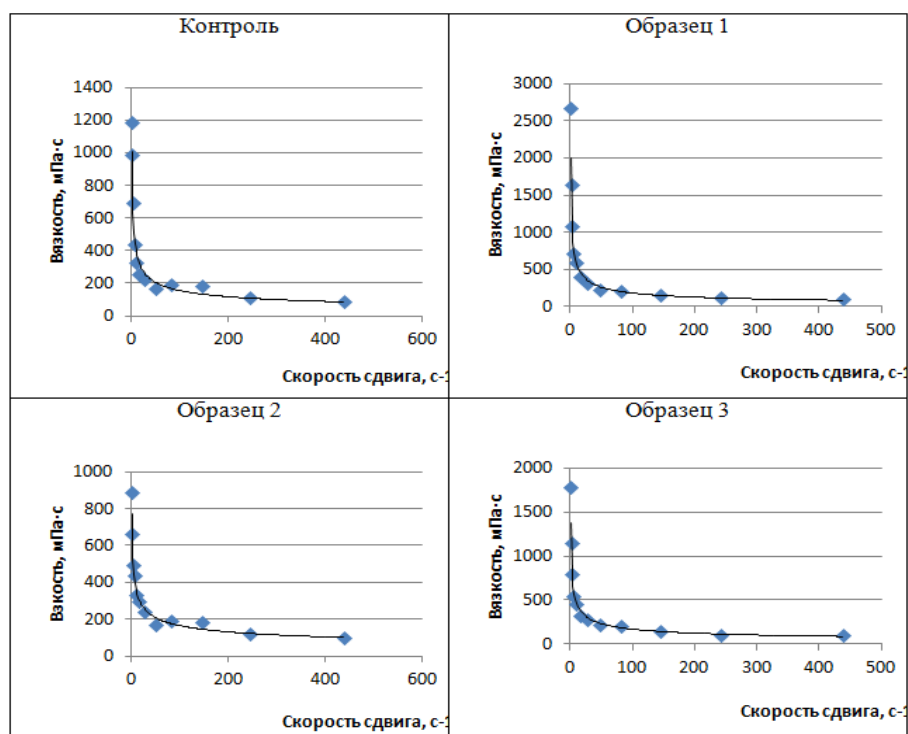 Контроль
1400
1200
1000
800
600
400
200
0
0 200 400 600
Вязкость, мПа·с
Скорость сдвига, с-1
Образец 1
3000
2500
2000
1500
1000
500
0
0 100 200 300 400 500
Вязкость, мПа·с
Скорость сдвига, с-1
Образец 2
1000
800
600
400
200
0
0 200 400 600
Взкость, мПа·с
Скорость сдвига, с-1
Образец 3
2000
1500
1000
500
0
0 100 200 300 400 500
Вязкость, мПа·с
Скорость сдвига, с-1